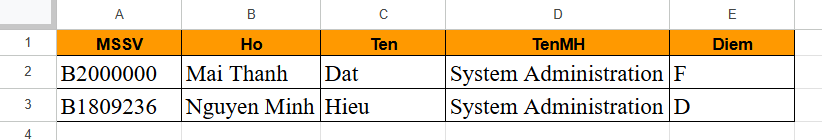 A B C D E
1 MSSV Ho Ten TenMH Diem
2 B2000000 Mai Thanh Dat System Administration F
3 B1809236 Nguyen Minh Hieu System Administration D
4